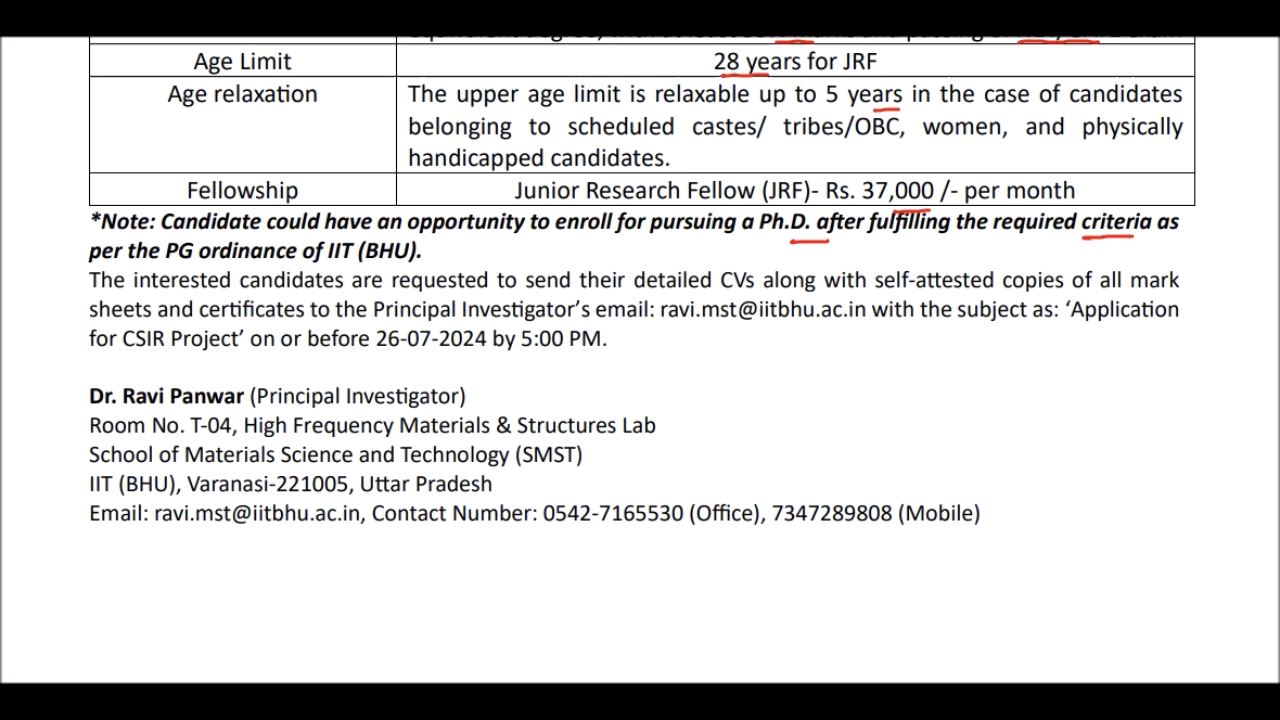 Age Limit 28 years for JRF
Age relaxation The upper age limit is relaxable up to 5 years in the case of candidates
belonging to scheduled castes/ tribes/OBC, women, and physically
handicapped candidates.
Fellowship Junior Research Fellow (JRF)- Rs. 37,000 /- per month
*Note: Candidate could have an opportunity to enroll for pursuing a Ph.D. after fulfilling the required criteria as
per the PG ordinance of IIT (BHU).
The interested candidates are requested to send their detailed CVs along with self-attested copies of all mark
sheets and certificates to the Principal Investigator’s email: ravi.mst@iitbhu.ac.in with the subject as: ‘Application
for CSIR Project’ on or before 26-07-2024 by 5:00 PM.
Dr. Ravi Panwar (Principal Investigator)
Room No. T-04, High Frequency Materials & Structures Lab
School of Materials Science and Technology (SMST)
IIT (BHU), Varanasi-221005, Uttar Pradesh
Email: ravi.mst@iitbhu.ac.in, Contact Number: 0542-7165530 (Office), 7347289808 (Mobile)